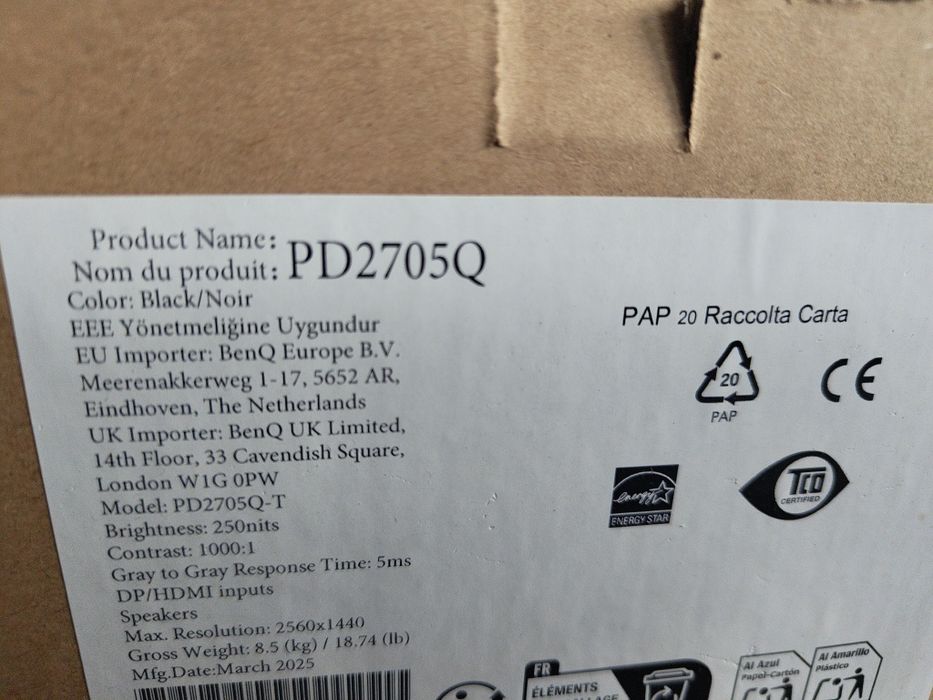 Product Name:
Nom du produit: PD2705Q
Color: Black/Noir
EEE Yönetmeliğine Uygundur
EU Importer: BenQ Europe B.V.
Meerenakkerweg 1-17, 5652 AR,
Eindhoven, The Netherlands
UK Importer: BenQ UK Limited,
14th Floor, 33 Cavendish Square,
London W1G 0PW
Model: PD2705Q-T
Brightness: 250nits
Contrast: 1000:1
Gray to Gray Response Time: 5ms
DP/HDMI inputs
Speakers
Max. Resolution: 2560x1440
Gross Weight: 8.5 (kg) / 18.74 (lb)
Mfg.Date:March 2025
PAP 20 Raccolta Carta
20
PAP
CE
energy
ENERGY STAR
TCO
CERTIFIED
FR
ÉLÉMENTS
Al Azul
Papel-Cartón
Al Amarillo
Plástico